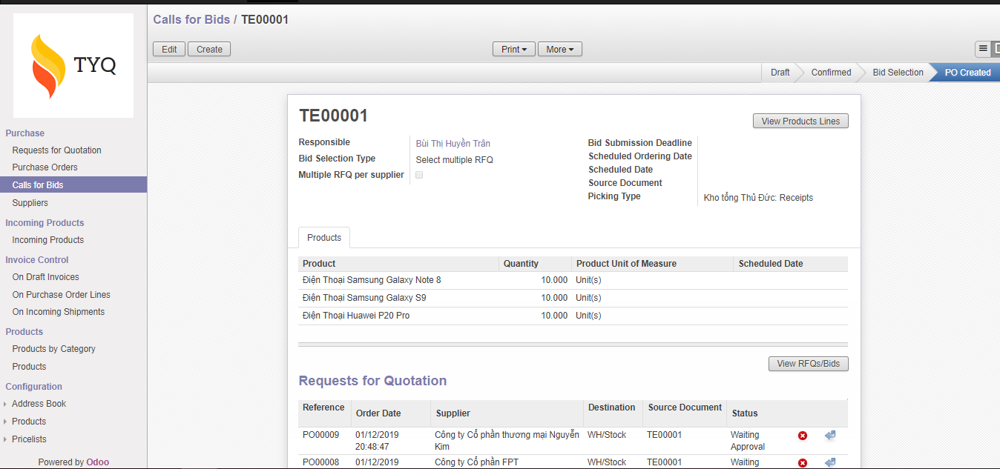 TYQ
Purchase
Requests for Quotation
Purchase Orders
Calls for Bids
Suppliers
Incoming Products
Incoming Products
Invoice Control
On Draft Invoices
On Purchase Order Lines
On Incoming Shipments
Products
Products by Category
Products
Configuration
Address Book
Products
Pricelists
Powered by Odoo
Calls for Bids / TE00001
Edit Create Print More
Draft Confirmed Bid Selection PO Created
TE00001
View Products Lines
Responsible Bùi Thị Huyền Trân
Bid Selection Type Select multiple RFQ
Multiple RFQ per supplier
Bid Submission Deadline
Scheduled Ordering Date
Scheduled Date
Source Document
Picking Type Kho tổng Thủ Đức: Receipts
Products
Product Quantity Product Unit of Measure Scheduled Date
Điện Thoại Samsung Galaxy Note 8 10.000 Unit(s)
Điện Thoại Samsung Galaxy S9 10.000 Unit(s)
Điện Thoại Huawei P20 Pro 10.000 Unit(s)
View RFQs/Bids
Requests for Quotation
Reference Order Date Supplier Destination Source Document Status
PO00009 01/12/2019 Công ty Cổ phần thương mại Nguyễn WH/Stock TE00001 Waiting
20:48:47 Kim Approval
PO00008 01/12/2019 Công ty Cổ phần FPT WH/Stock TE00001 Waiting